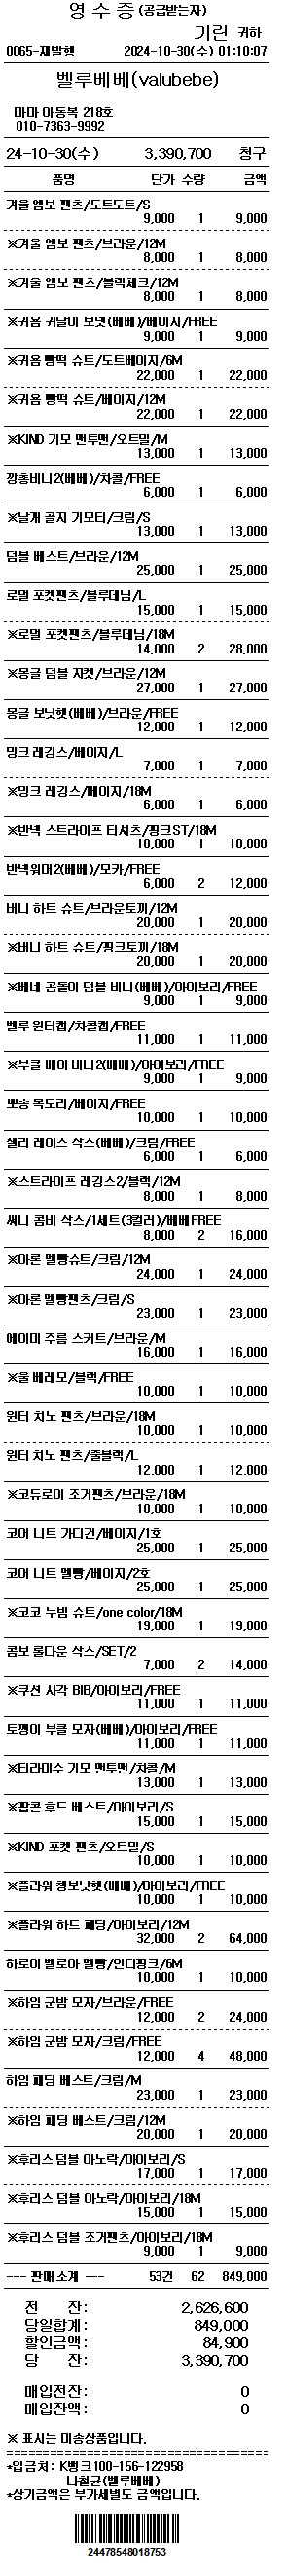 영 수 증 (공급받는자)
기린 귀하
0065-재발행 2024-10-30(수) 01:10:07
벨루베베(valubebe)
마마 아동복 218호
010-7363-9992
24-10-30(수) 3,390,700 청구
품명 단가 수량 금액
겨울 엠보 팬츠/도트도트/S
9,000 1 9,000
※겨울 엠보 팬츠/브라운/12M
8,000 1 8,000
※겨울 엠보 팬츠/블럭체크/12M
8,000 1 8,000
※귀욤 귀달이 보넷(베베)/베이지/FREE
9,000 1 9,000
※귀욤 빵떡 슈트/도트베이지/6M
22,000 1 22,000
※귀욤 빵떡 슈트/베이지/12M
22,000 1 22,000
※KIND 기모 맨투맨/오트밀/M
13,000 1 13,000
깡총비니2(베베)/차콜/FREE
6,000 1 6,000
※날개 골지 기모티/크림/S
13,000 1 13,000
덤블 베스트/브라운/12M
25,000 1 25,000
로멀 포켓팬츠/블루데님/L
15,000 1 15,000
※로멀 포켓팬츠/블루데님/18M
14,000 2 28,000
※몽글 덤블 자켓/브라운/12M
27,000 1 27,000
몽글 보닛햇(베베)/브라운/FREE
12,000 1 12,000
밍크 레깅스/베이지/L
7,000 1 7,000
※밍크 레깅스/베이지/18M
6,000 1 6,000
※반넥 스트라이프 티셔츠/핑크ST/18M
10,000 1 10,000
반넥워머2(베베)/모카/FREE
6,000 2 12,000
버니 하트 슈트/브라운토끼/12M
20,000 1 20,000
※버니 하트 슈트/핑크토끼/18M
20,000 1 20,000
※베네 곰돌이 덤블 비니(베베)/아이보리/FREE
9,000 1 9,000
벨루 윈터캡/차콜캡/FREE
11,000 1 11,000
※부클 베어 비니2(베베)/아이보리/FREE
9,000 1 9,000
뽀송 목도리/베이지/FREE
10,000 1 10,000
샐리 레이스 삭스(베베)/크림/FREE
6,000 1 6,000
※스트라이프 레깅스2/블랙/12M
8,000 1 8,000
써니 콤비 삭스/1세트(3컬러)/베베FREE
8,000 2 16,000
※아론 멜빵슈트/크림/12M
24,000 1 24,000
※아론 멜빵팬츠/크림/S
23,000 1 23,000
에이미 주름 스커트/브라운/M
16,000 1 16,000
※울 베레모/블랙/FREE
10,000 1 10,000
윈터 치노 팬츠/브라운/18M
10,000 1 10,000
윈터 치노 팬츠/줄블랙/L
12,000 1 12,000
※코듀로이 조거팬츠/브라운/18M
10,000 1 10,000
코어 니트 가디건/베이지/1호
25,000 1 25,000
코어 니트 멜빵/베이지/2호
25,000 1 25,000
※코코 누빔 슈트/one color/18M
19,000 1 19,000
콤보 롤다운 삭스/SET/2
7,000 2 14,000
※쿠션 사각 BIB/아이보리/FREE
11,000 1 11,000
토깽이 부클 모자(베베)/아이보리/FREE
11,000 1 11,000
※티라미수 기모 맨투맨/차콜/M
13,000 1 13,000
※팝콘 후드 베스트/아이보리/S
15,000 1 15,000
※KIND 포켓 팬츠/오트밀/S
10,000 1 10,000
※플라워 챙보닛햇(베베)/아이보리/FREE
10,000 1 10,000
※플라워 하트 패딩/아이보리/12M
32,000 2 64,000
하로이 벨로아 멜빵/인디핑크/6M
10,000 1 10,000
※하임 군밤 모자/브라운/FREE
12,000 2 24,000
※하임 군밤 모자/크림/FREE
12,000 4 48,000
하임 패딩 베스트/크림/M
23,000 1 23,000
※하임 패딩 베스트/크림/12M
20,000 1 20,000
※후리스 덤블 아노락/아이보리/S
17,000 1 17,000
※후리스 덤블 아노락/아이보리/18M
15,000 1 15,000
※후리스 덤블 조거팬츠/아이보리/18M
9,000 1 9,000
--- 판매소계 --- 53건 62 849,000
전 잔: 2,626,600
당일합계: 849,000
할인금액: 84,900
당 잔: 3,390,700
매입전잔: 0
매입잔액: 0
※ 표시는 미송상품입니다.
*입금처: K뱅크100-156-122958
나철균(벨루베베)
*상기금액은 부가세별도 금액입니다.
24478548018753